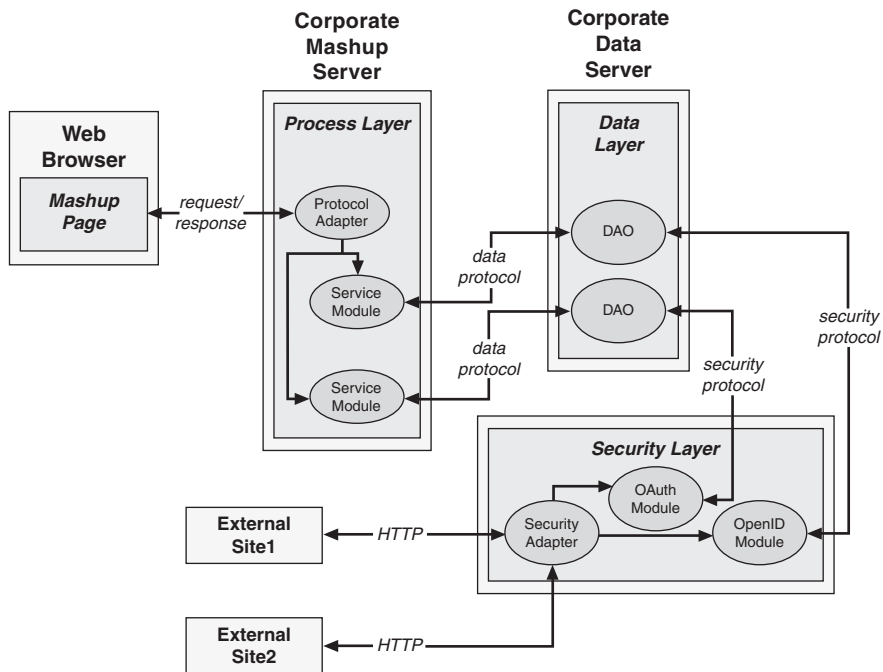 Corporate
Mashup
Server
Corporate
Data
Server
Web
Browser
Mashup
Page
request/
response
Process Layer
Protocol
Adapter
Service
Module
Service
Module
data
protocol
data
protocol
Data
Layer
DAO
DAO
security
protocol
security
protocol
Security Layer
OAuth
Module
Security
Adapter
OpenID
Module
External
Site1
HTTP
External
Site2
HTTP